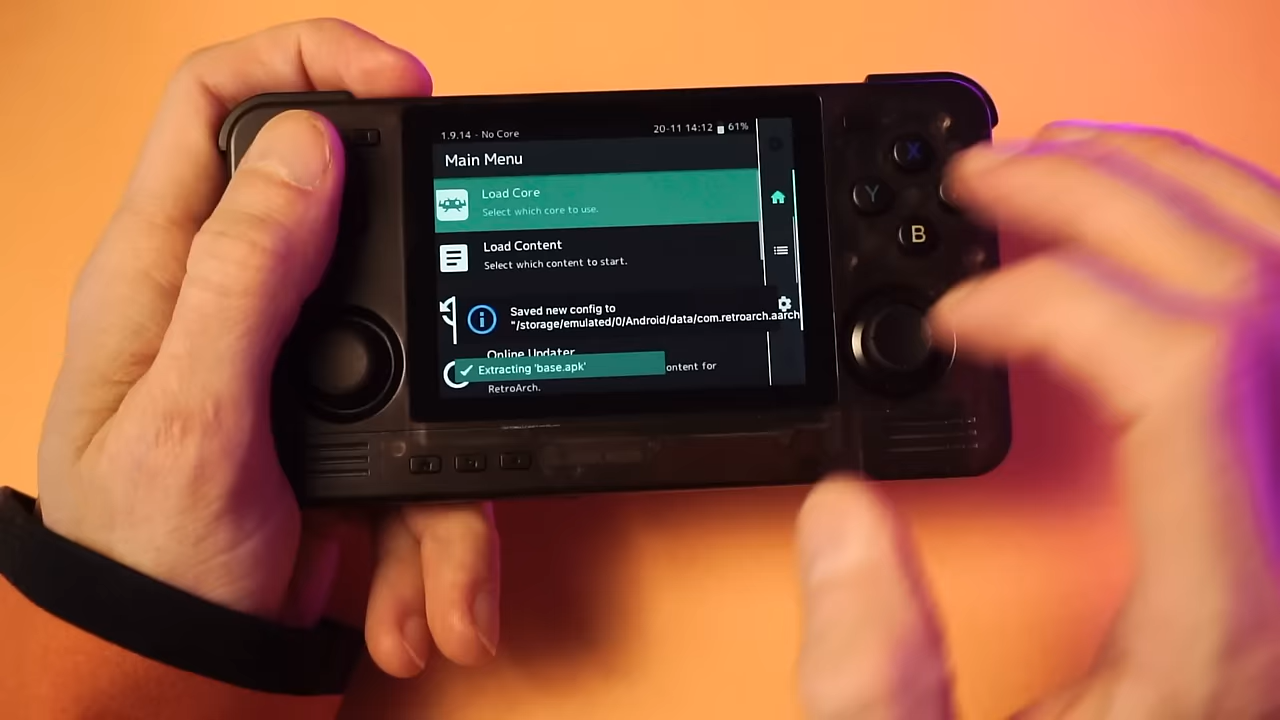 1.9.14 - No Core
20-11 14:12 61%
Main Menu
Load Core
Select which core to use.
Load Content
Select which content to start.
Saved new config to
"/storage/emulated/0/Android/data/com.retroarch.aarch
Online Updater
Extracting 'base.apk'
ontent for
RetroArch.
X
Y
B